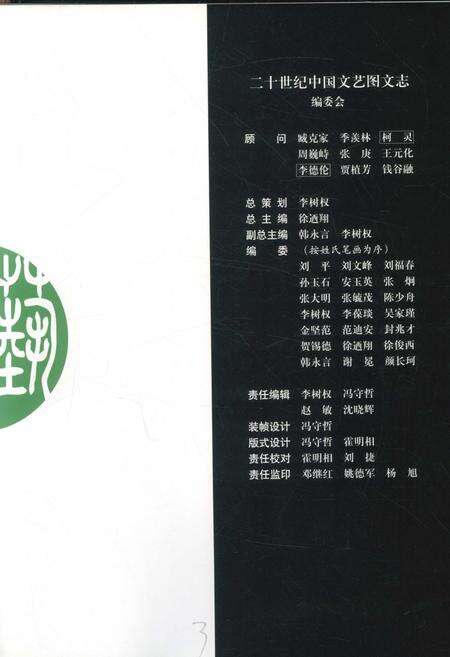 二十世纪中国文艺图文志
编委会
顾 问 臧克家 季羡林 柯 灵
周巍峙 张 庚 王元化
李德伦 贾植芳 钱谷融
总 策 划 李树权
总 主 编 徐迺翔
副总主编 韩永言 李树权
编 委 (按姓氏笔画为序)
刘 平 刘文峰 刘福春
孙玉石 安玉英 张 炯
张大明 张毓茂 陈少舟
李树权 李葆琰 吴家瑾
金坚范 范迪安 封兆才
贺锡德 徐迺翔 徐俊西
韩永言 谢 冕 颜长珂
责任编辑 李树权 冯守哲
赵 敏 沈晓辉
装帧设计 冯守哲
版式设计 冯守哲 霍明相
责任校对 霍明相 刘 捷
责任监印 邓继红 姚德军 杨 旭
3